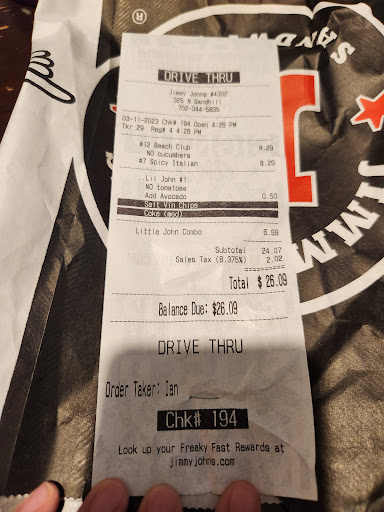 DRIVE THRU
Jimmy Johns #4302
325 N Sandhill
702-344-5835
03-11-2023 Chk# 194 Open 4:26 PM
Tkr 29 Reg# 4 4:26 PM
#12 Beach Club 8.29
NO cucumbers
#7 Spicy Italian 8.29
..Lil John #1
NO tomatoes
Add Avocado 0.50
Salt Vin Chips
Coke (med)
Little John Combo 6.99
Subtotal 24.07
Sales Tax (8.375%) 2.02
Total $ 26.09
Balance Due: $26.09
DRIVE THRU
Order Taker: Ian
Chk# 194
Look up your Freaky Fast Rewards at
jimmyjohns.com
®
SANDW
JIMM